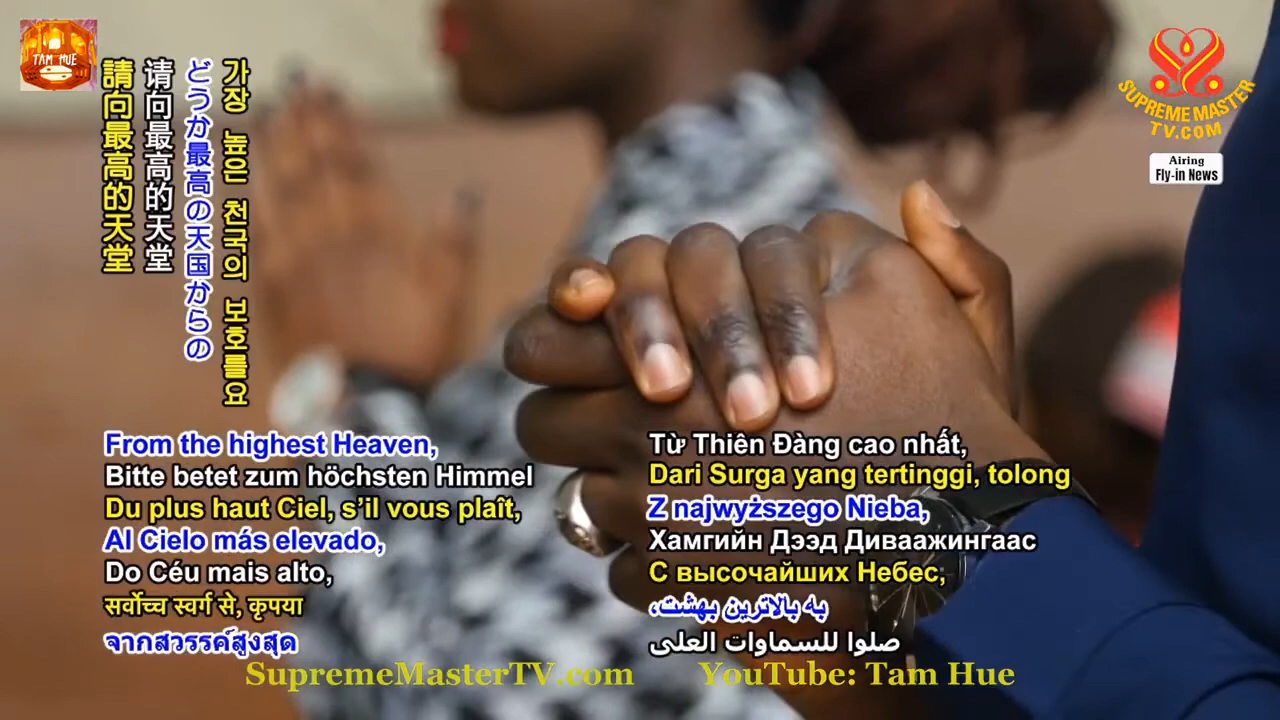 TAM HUE
請向最高的天堂
请向最高的天堂
どうか最高の天国からの
가장 높은 천국의 보호를요
SUPREME MASTER
TV.COM
Airing
Fly-in News
From the highest Heaven,
Bitte betet zum höchsten Himmel
Du plus haut Ciel, s'il vous plaît,
Al Cielo más elevado,
Do Céu mais alto,
सर्वोच्च स्वर्ग से, कृपया
จากสวรรค์สูงสุด
Từ Thiên Đàng cao nhất,
Dari Surga yang tertinggi, tolong
Z najwyższego Nieba,
Хамгийн Дээд Диваажингаас
С высочайших Небес,
به بالاترین بهشت،
صلوا للسماوات العلى
SupremeMasterTV.com
YouTube: Tam Hue